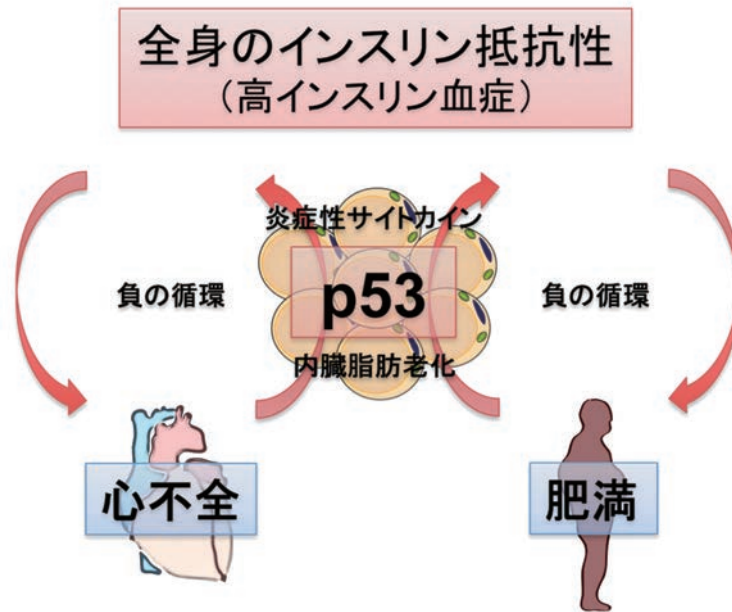 全身のインスリン抵抗性
（高インスリン血症）
炎症性サイトカイン
負の循環
p53
負の循環
内臓脂肪老化
心不全
肥満